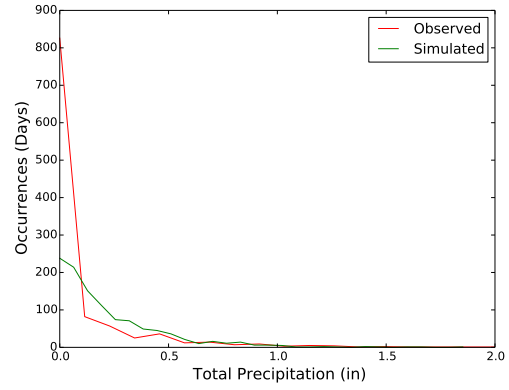 900
800
700
600
500
400
300
200
100
0
0.0 0.5 1.0 1.5 2.0
Total Precipitation (in)
Occurrences (Days)
Observed
Simulated